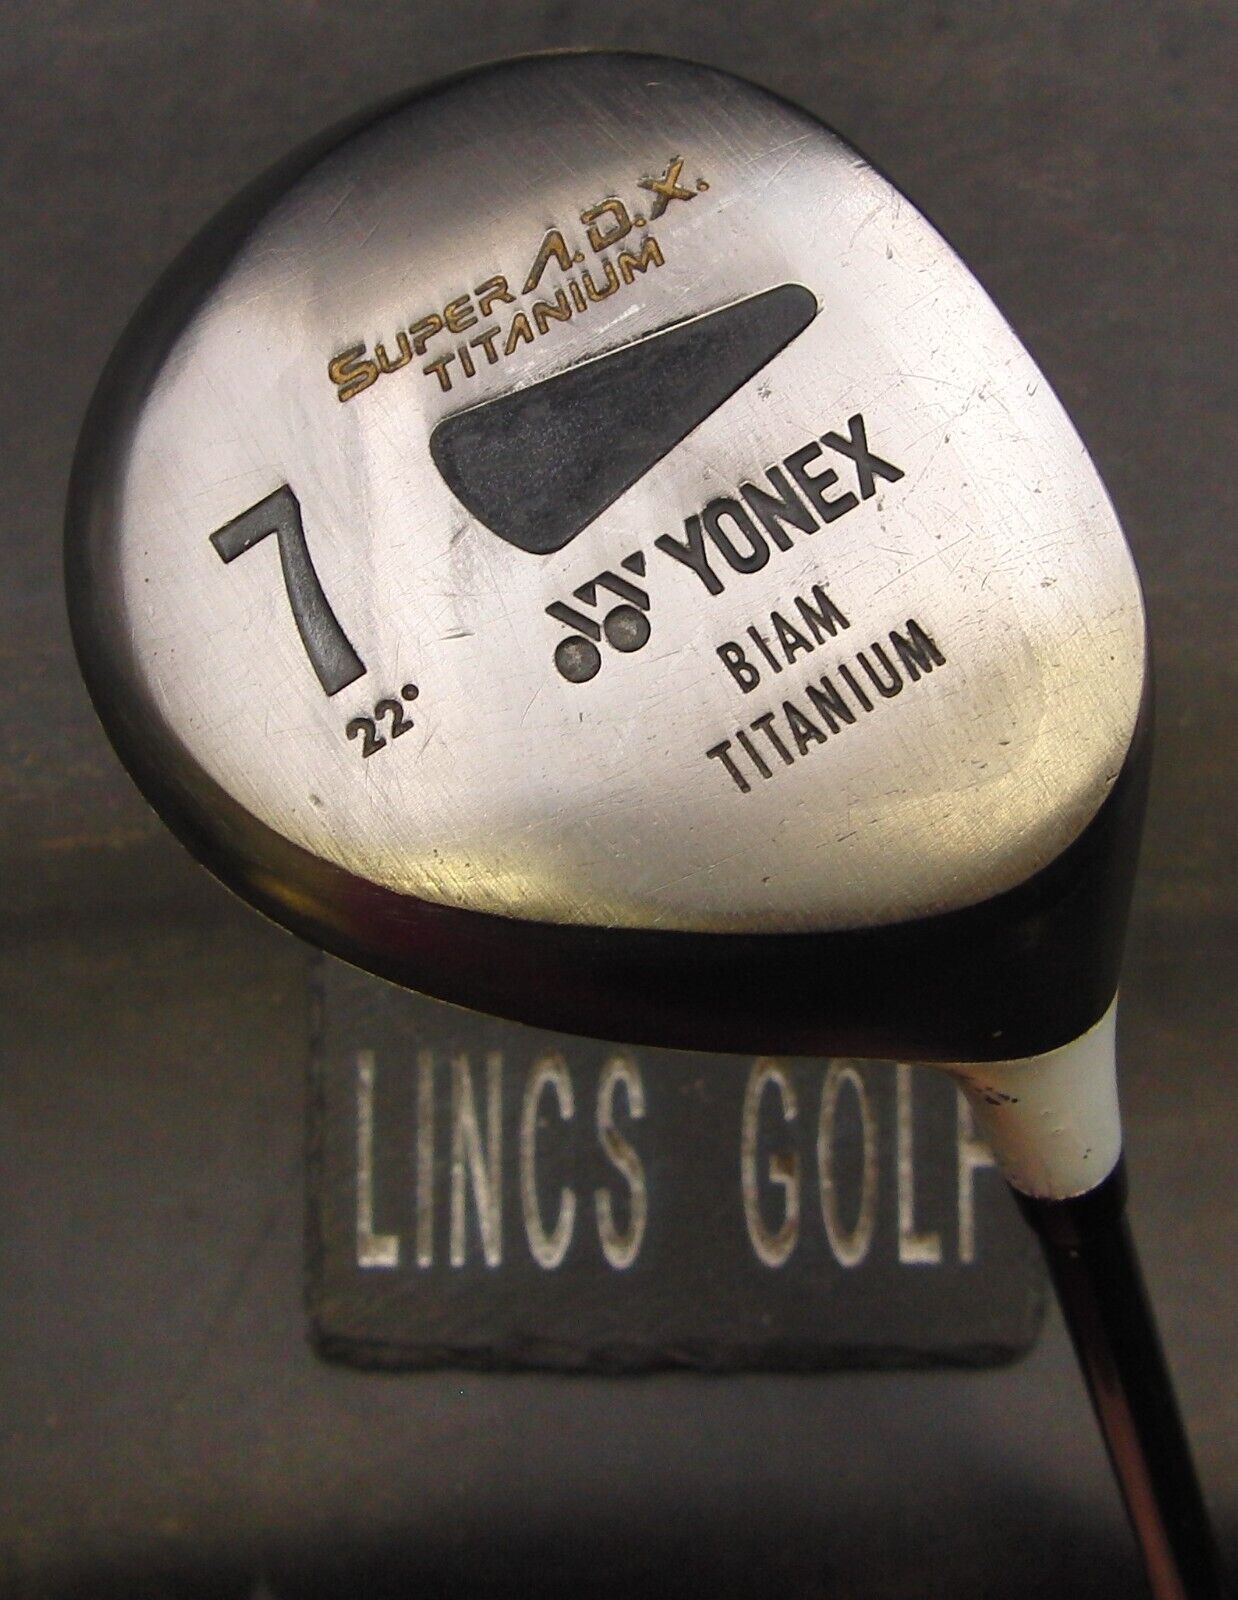 SUPER A.D.X.
TITANIUM
7
22°
YONEX
BIAM
TITANIUM
LINCS GOLF